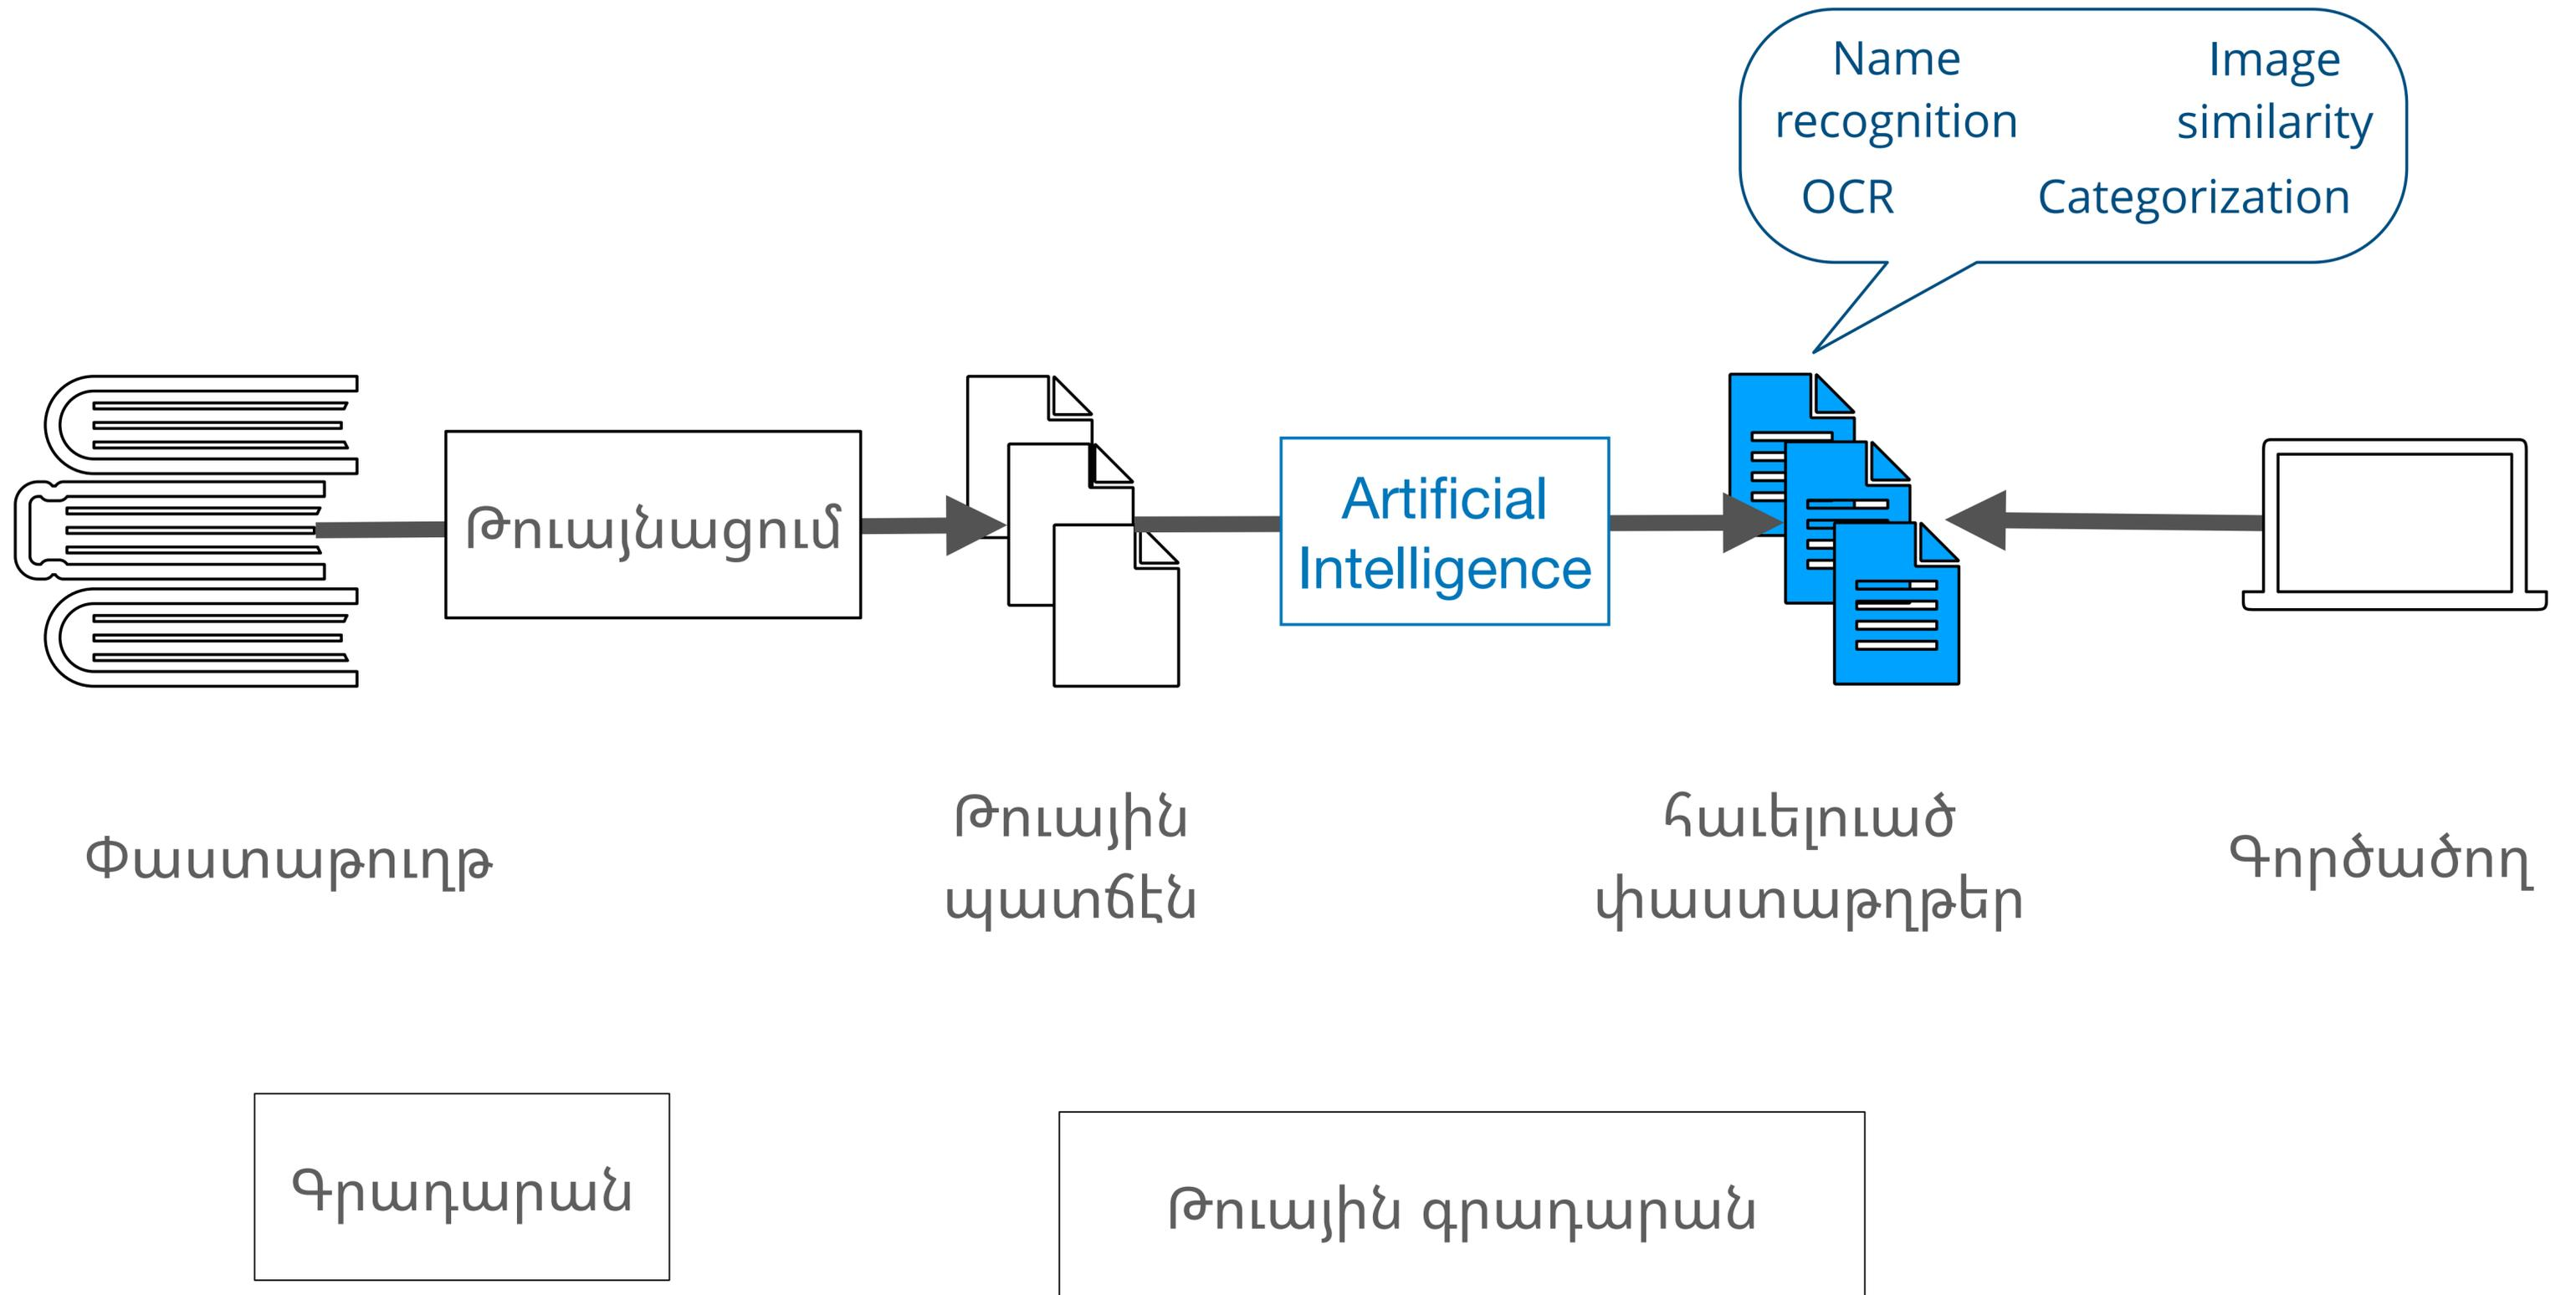 Name
recognition
Image
similarity
OCR
Categorization
Թուայնացում
Artificial
Intelligence
Փաստաթուղթ
Թուային
պատճէն
հաւելուած
փաստաթղթեր
Գործածող
Գրադարան
Թուային գրադարան